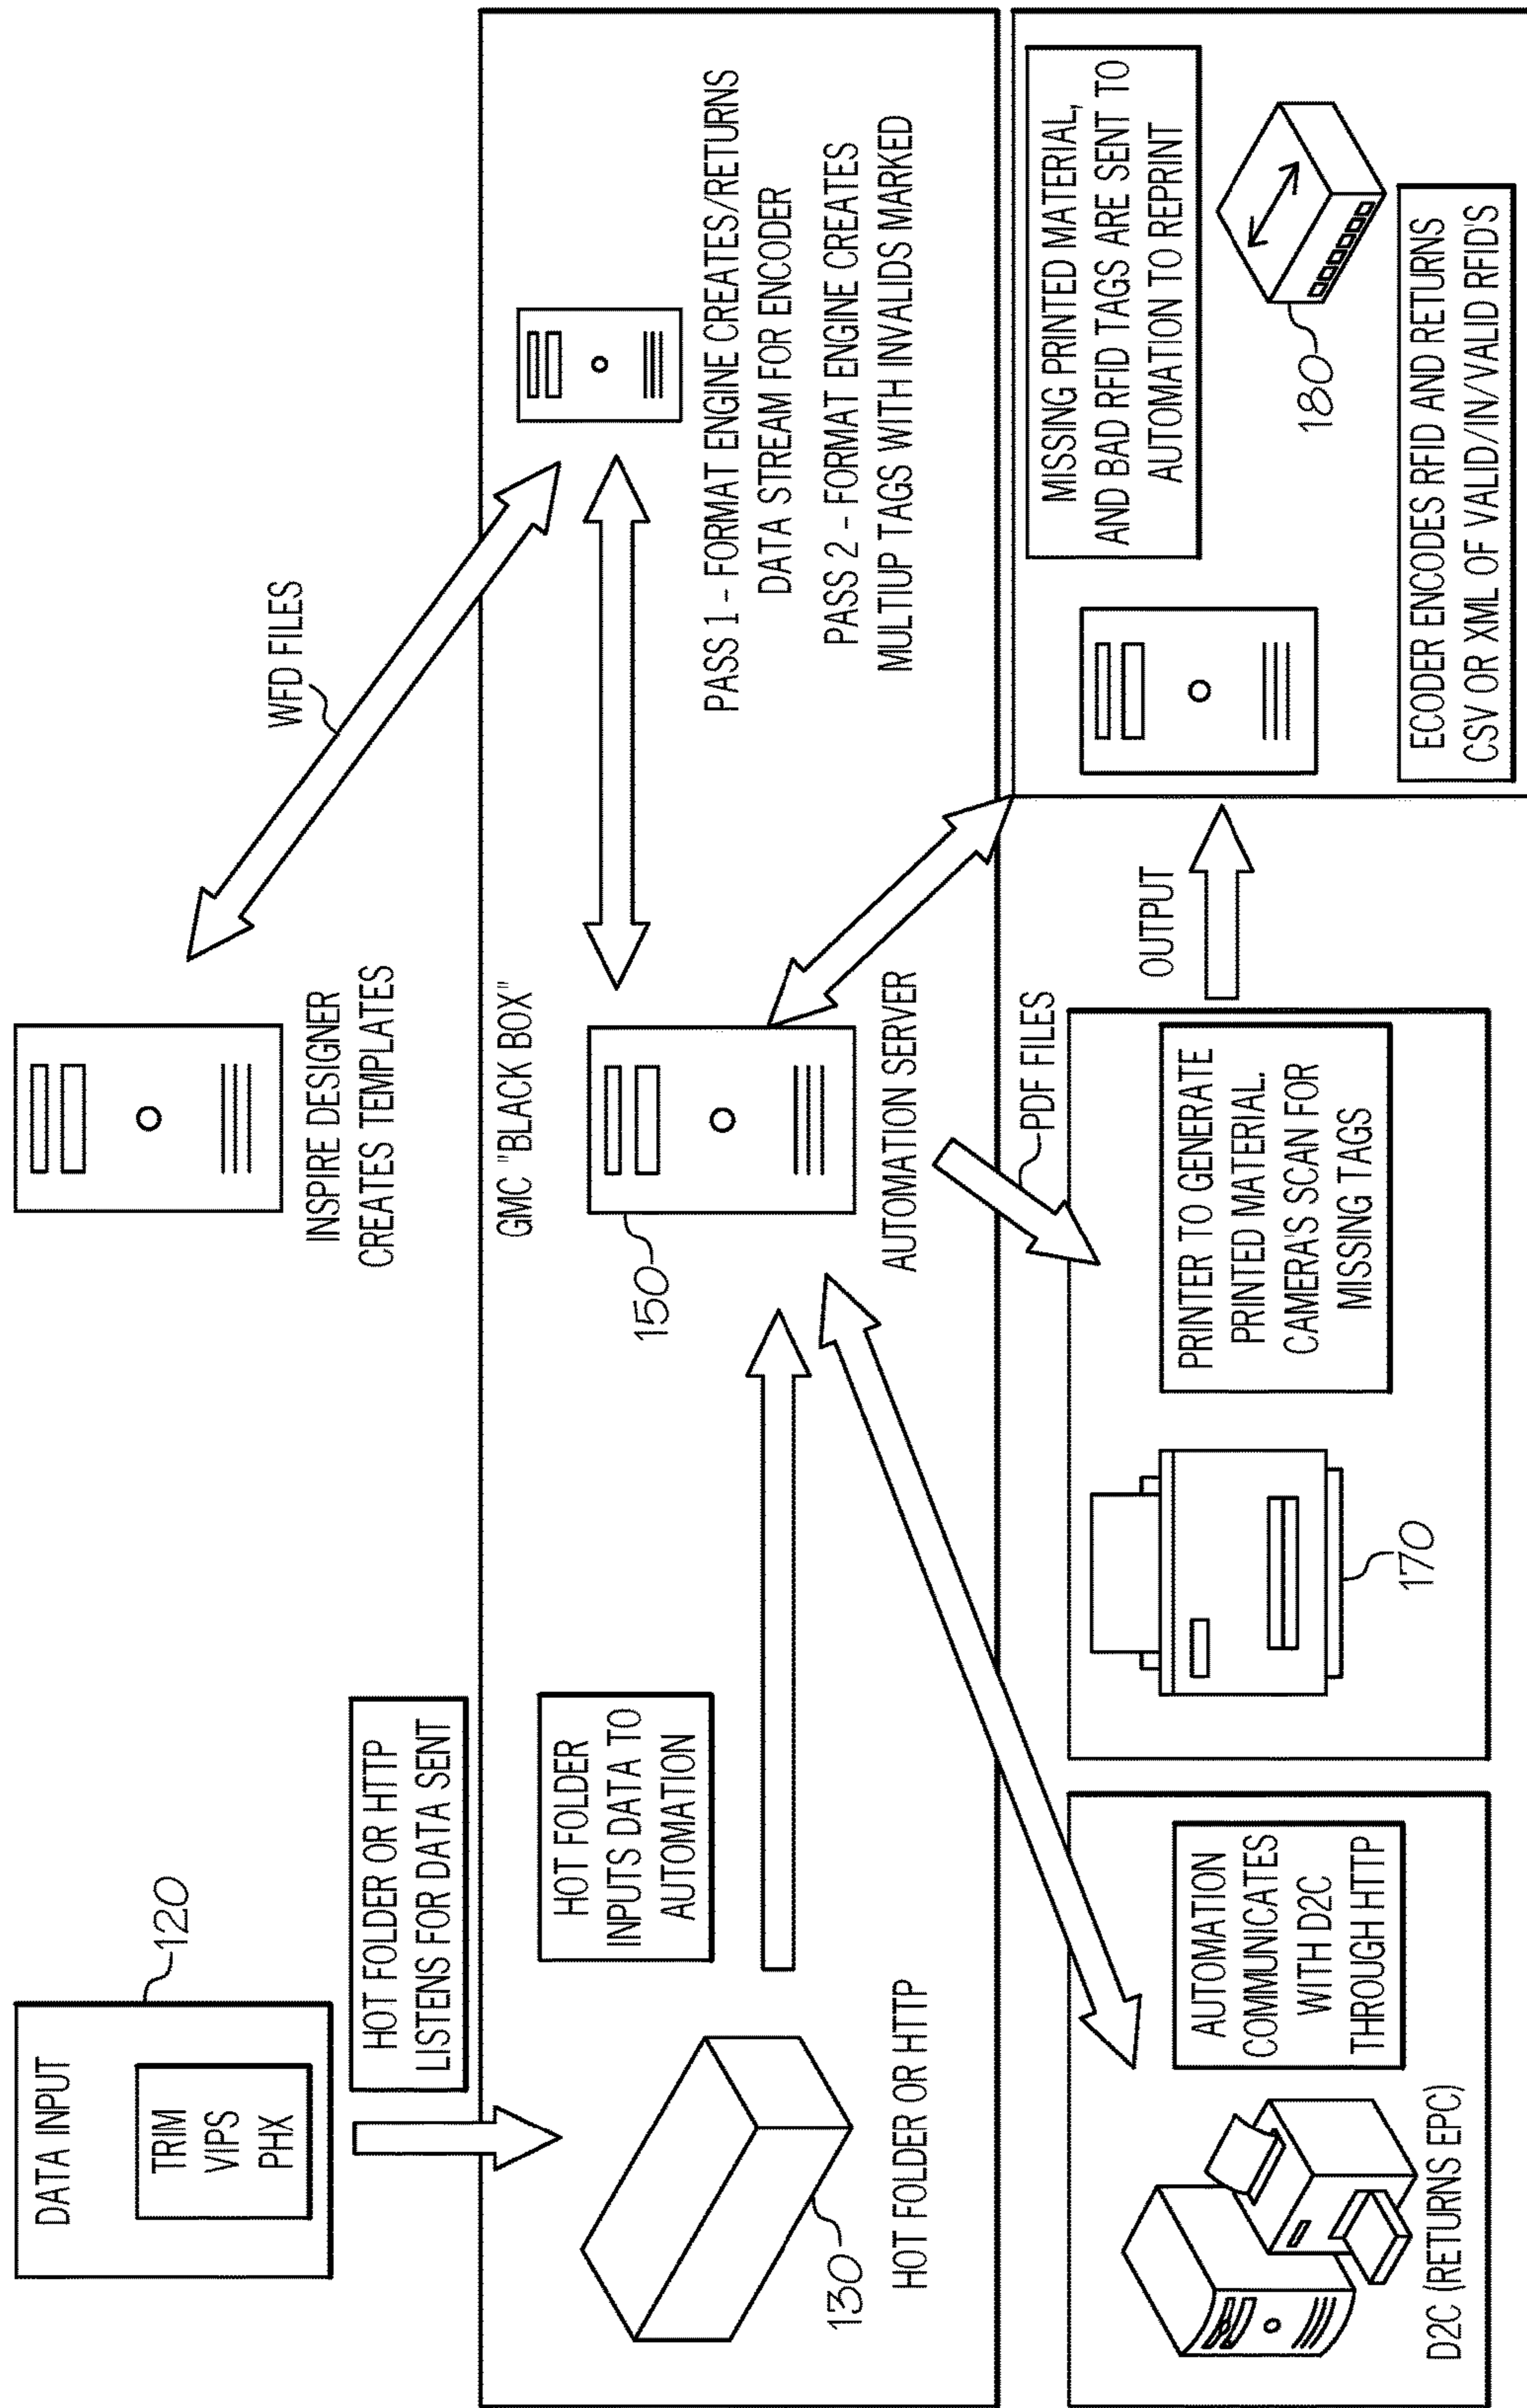 DATA INPUT
TRIM
VIPS
PHX
120
HOT FOLDER OR HTTP
LISTENS FOR DATA SENT
INSPIRE DESIGNER
CREATES TEMPLATES
WFD FILES
GMC "BLACK BOX"
130
HOT FOLDER OR HTTP
HOT FOLDER
INPUTS DATA TO
AUTOMATION
150
AUTOMATION SERVER
PASS 1 - FORMAT ENGINE CREATES/RETURNS
DATA STREAM FOR ENCODER
PASS 2 - FORMAT ENGINE CREATES
MULTIUP TAGS WITH INVALIDS MARKED
D2C (RETURNS EPC)
AUTOMATION
COMMUNICATES
WITH D2C
THROUGH HTTP
PDF FILES
170
PRINTER TO GENERATE
PRINTED MATERIAL.
CAMERA'S SCAN FOR
MISSING TAGS
OUTPUT
MISSING PRINTED MATERIAL,
AND BAD RFID TAGS ARE SENT TO
AUTOMATION TO REPRINT
180
ECODER ENCODES RFID AND RETURNS
CSV OR XML OF VALID/IN/VALID RFID'S